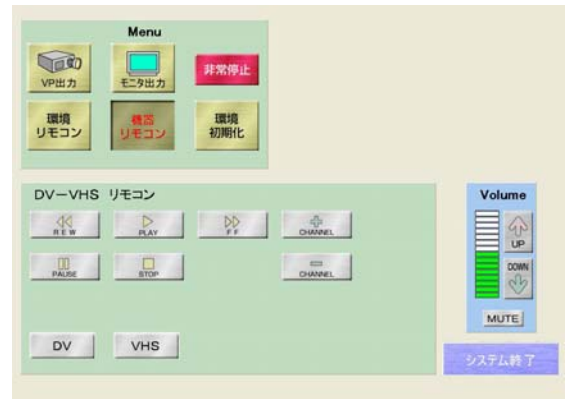 Menu
VP出力
モニタ出力
非常停止
環境
リモコン
機器
リモコン
環境
初期化
DV－VHS リモコン
REW
PLAY
FF
CHANNEL
PAUSE
STOP
CHANNEL
DV
VHS
Volume
UP
DOWN
MUTE
システム終了